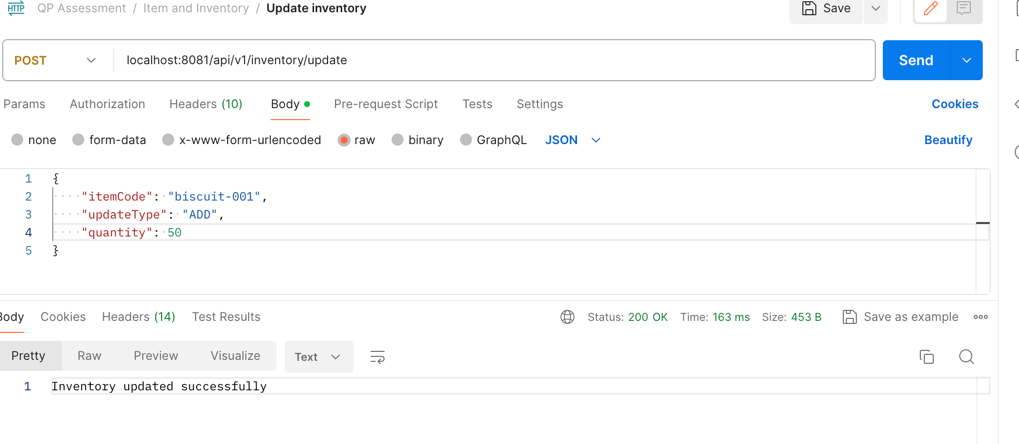 HTTP QP Assessment / Item and Inventory / Update inventory Save
POST localhost:8081/api/v1/inventory/update Send
Params Authorization Headers (10) Body Pre-request Script Tests Settings Cookies
none form-data x-www-form-urlencoded raw binary GraphQL JSON Beautify
1 {
2 "itemCode": "biscuit-001",
3 "updateType": "ADD",
4 "quantity": 50
5 }
Body Cookies Headers (14) Test Results Status: 200 OK Time: 163 ms Size: 453 B Save as example
Pretty Raw Preview Visualize Text
1 Inventory updated successfully